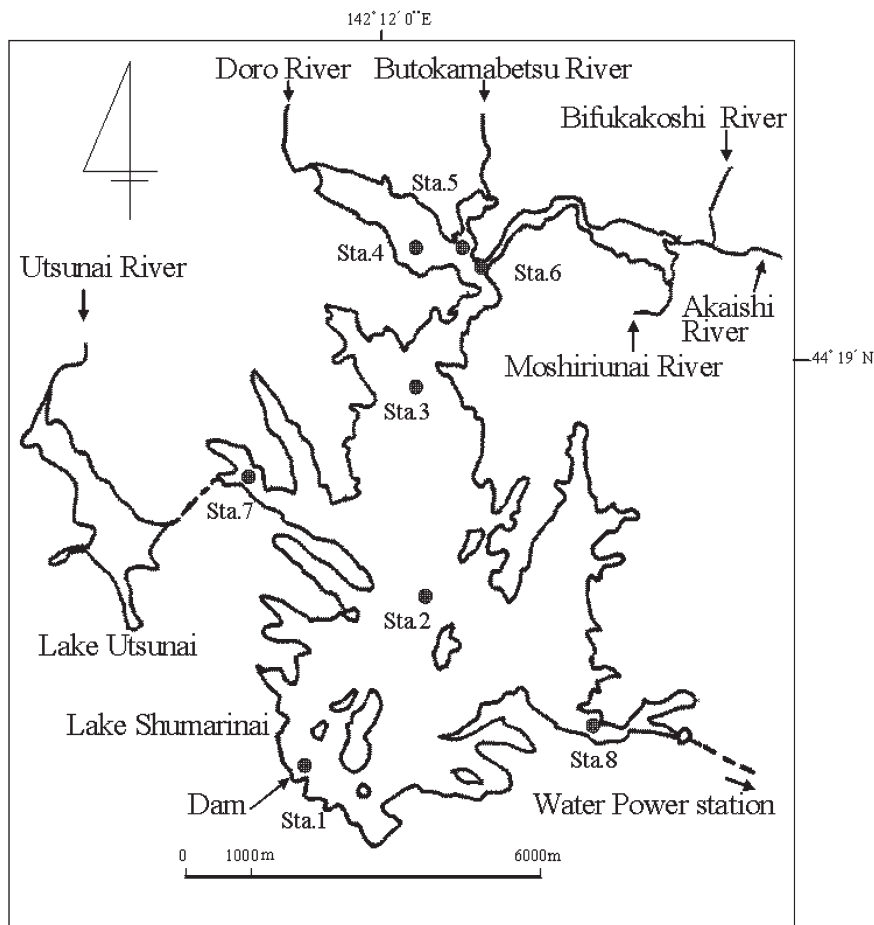 142° 12´ 0¨E
Doro River
Butokamabetsu River
Bifukakoshi River
Sta.5
Sta.4
Sta.6
Utsunai River
Akaishi
River
Moshiriunai River
44° 19´ N
Sta.3
Sta.7
Sta.2
Lake Utsunai
Lake Shumarinai
Sta.8
Dam
Sta.1
Water Power station
0 1000m 6000m